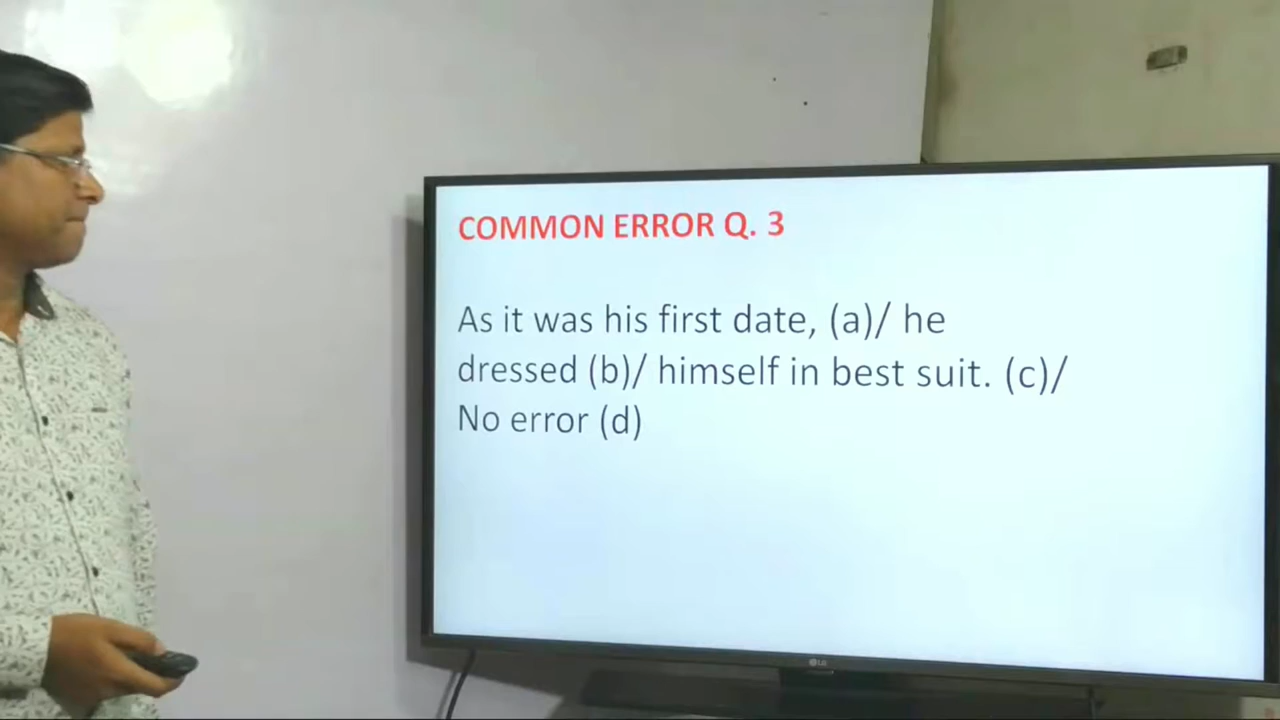 COMMON ERROR Q. 3
As it was his first date, (a)/ he
dressed (b)/ himself in best suit. (c)/
No error (d)
LG